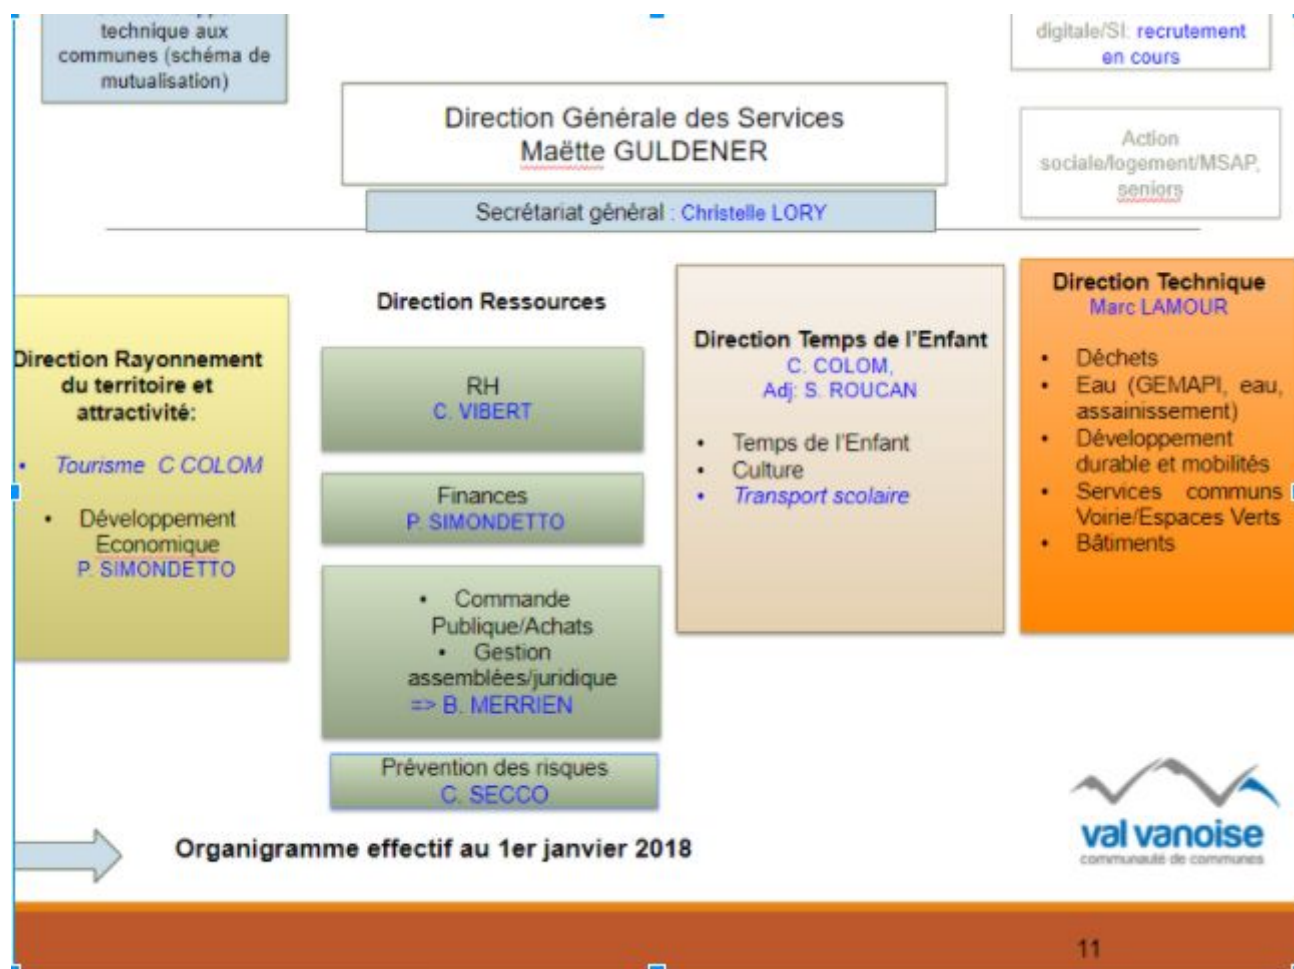 technique aux
communes (schéma de
mutualisation)
digitale/SI: recrutement
en cours
Direction Générale des Services
Maëtte GULDENER
Action
sociale/logement/MSAP,
seniors
Secrétariat général : Christelle LORY
Direction Rayonnement
du territoire et
attractivité:
• Tourisme C COLOM
• Développement
Economique
P. SIMONDETTO
Direction Ressources
RH
C. VIBERT
Finances
P. SIMONDETTO
• Commande
Publique/Achats
• Gestion
assemblées/juridique
=> B. MERRIEN
Prévention des risques
C. SECCO
Direction Temps de l'Enfant
C. COLOM,
Adj: S. ROUCAN
• Temps de l'Enfant
• Culture
• Transport scolaire
Direction Technique
Marc LAMOUR
• Déchets
• Eau (GEMAPI, eau,
assainissement)
• Développement
durable et mobilités
• Services communs
Voirie/Espaces Verts
• Bâtiments
Organigramme effectif au 1er janvier 2018
val vanoise
communauté de communes
11